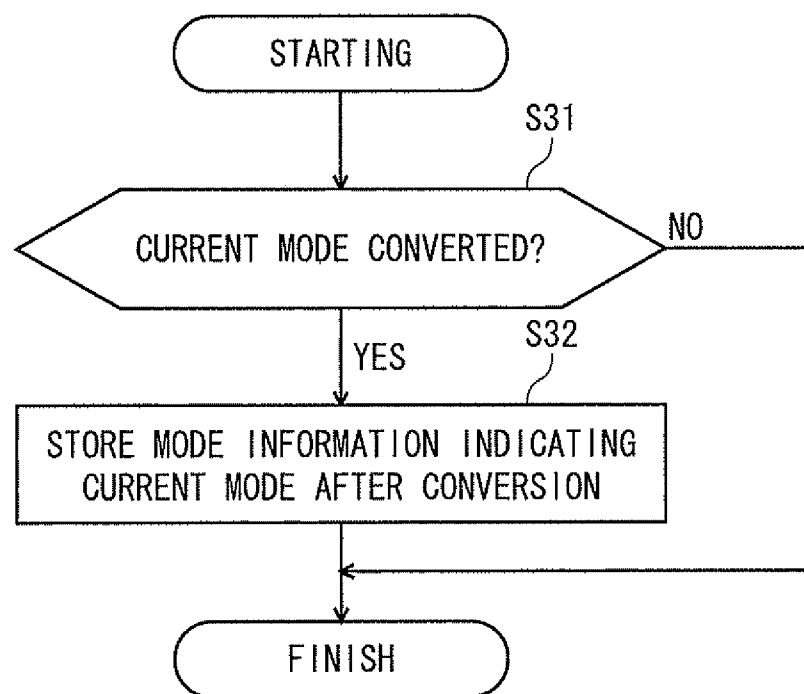 STARTING
S31
CURRENT MODE CONVERTED?
NO
YES
S32
STORE MODE INFORMATION INDICATING
CURRENT MODE AFTER CONVERSION
FINISH